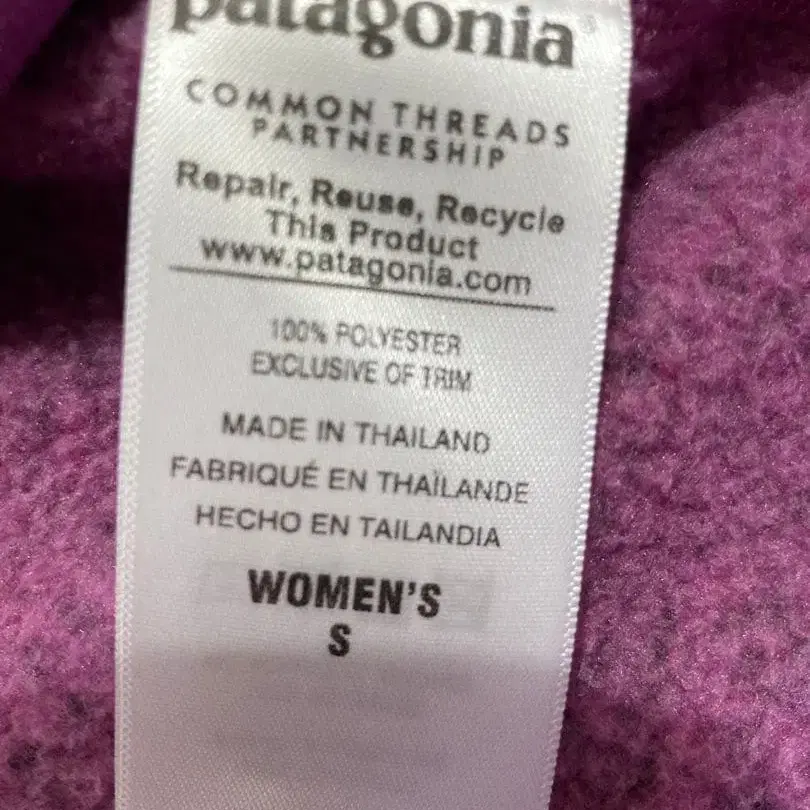 patagonia
COMMON THREADS
PARTNERSHIP
Repair, Reuse, Recycle
This Product
www.patagonia.com
100% POLYESTER
EXCLUSIVE OF TRIM
MADE IN THAILAND
FABRIQUÉ EN THAÏLANDE
HECHO EN TAILANDIA
WOMEN'S
S